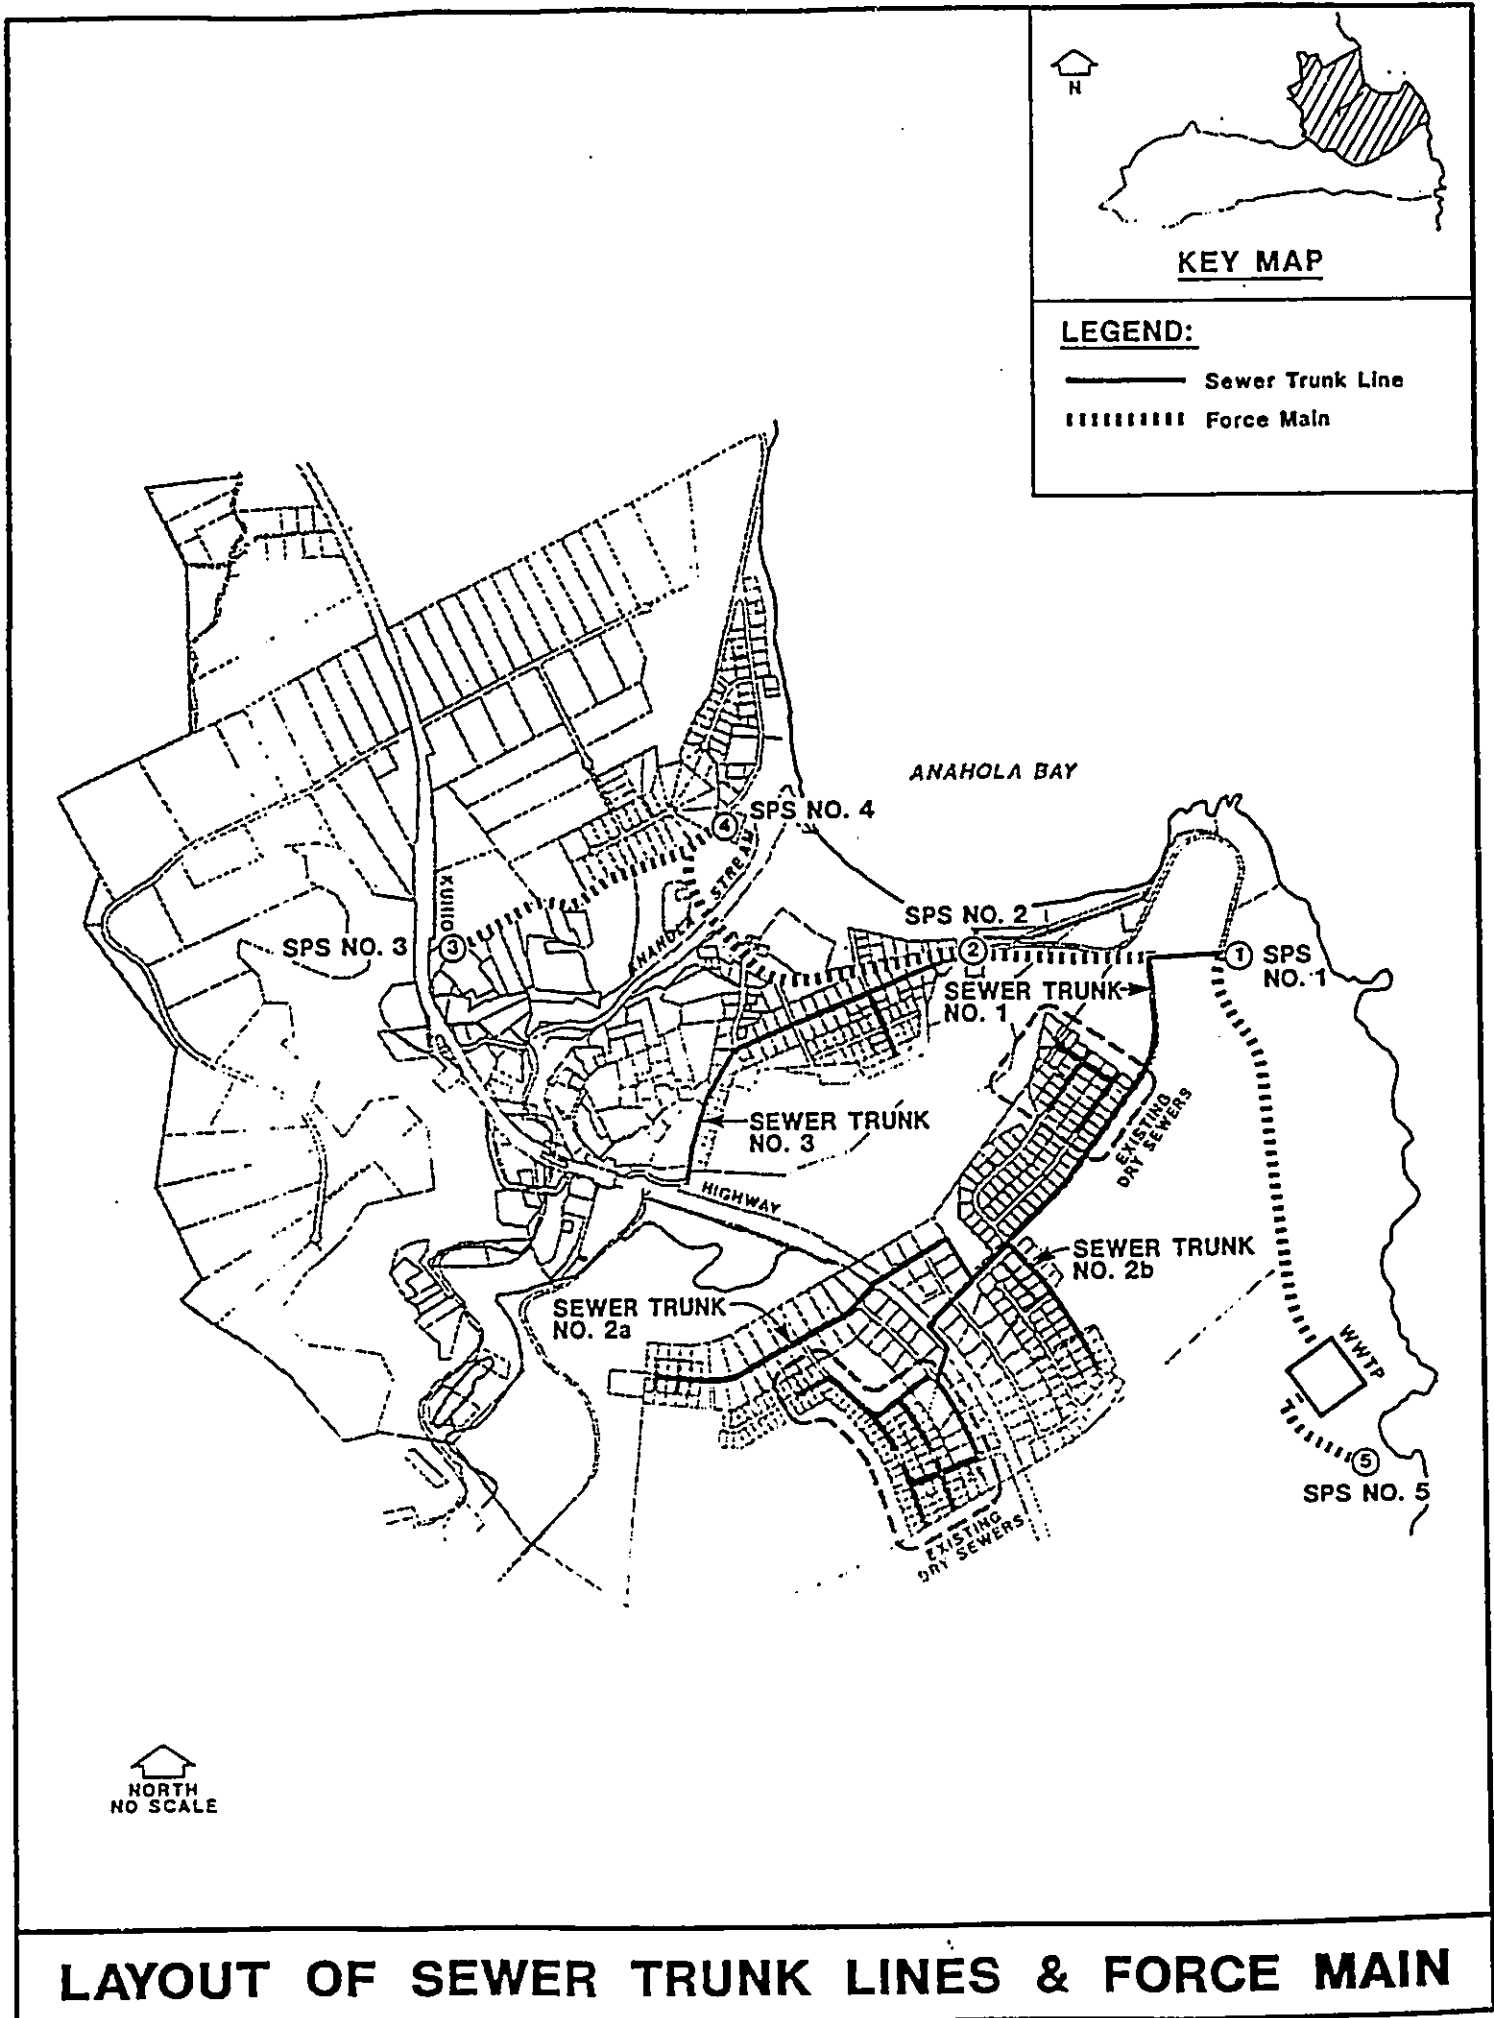 N
KEY MAP
LEGEND:
Sewer Trunk Line
Force Main
ANAHOLA BAY
SPS NO. 4
4
STREAM
KUHIO
SPS NO. 2
SPS NO. 3
3
2
1
SPS
NO. 1
SEWER TRUNK
NO. 1
SEWER TRUNK
NO. 3
EXISTING
DRY SEWERS
HIGHWAY
SEWER TRUNK
NO. 2b
SEWER TRUNK
NO. 2a
WWTP
5
SPS NO. 5
EXISTING
DRY SEWERS
NORTH
NO SCALE
LAYOUT OF SEWER TRUNK LINES & FORCE MAIN